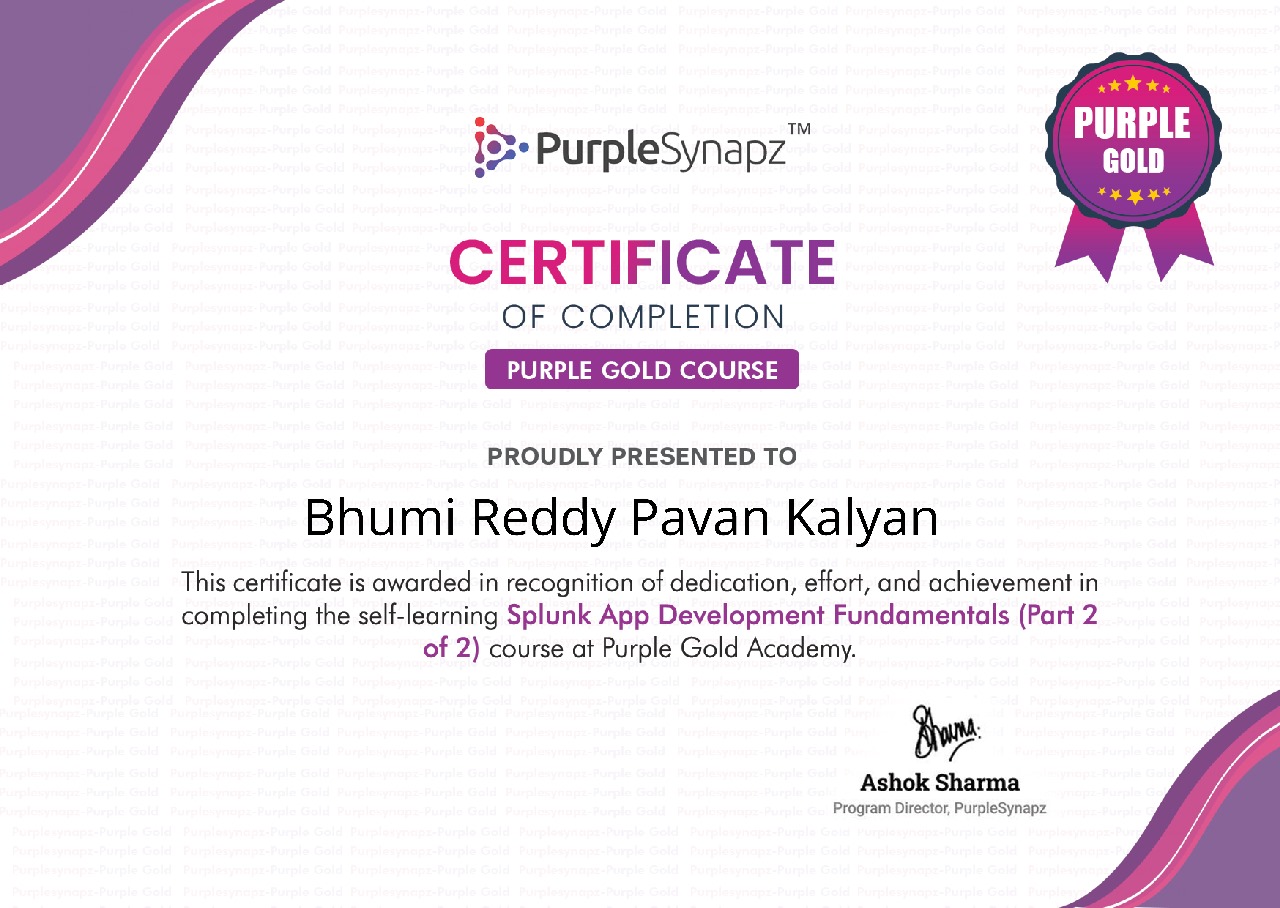 PurpleSynapz™
PURPLE
GOLD
CERTIFICATE
OF COMPLETION
PURPLE GOLD COURSE
PROUDLY PRESENTED TO
Bhumi Reddy Pavan Kalyan
This certificate is awarded in recognition of dedication, effort, and achievement in
completing the self-learning Splunk App Development Fundamentals (Part 2
of 2) course at Purple Gold Academy.
Sharma.
Ashok Sharma
Program Director, PurpleSynapz